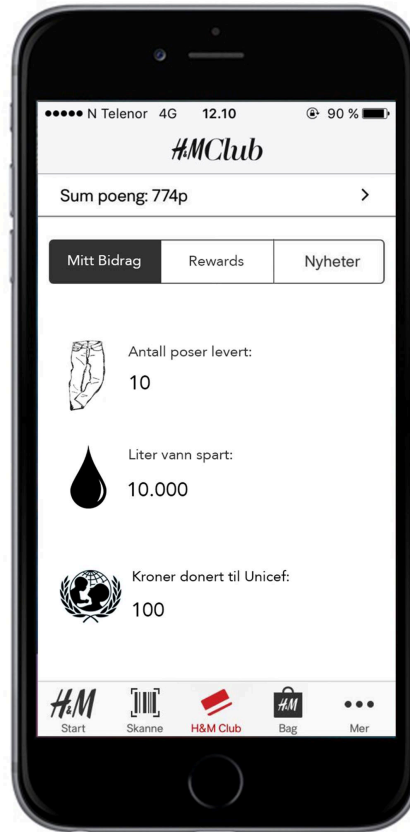 N Telenor 4G 12.10 90 %
H&M Club
Sum poeng: 774p
Mitt Bidrag Rewards Nyheter
Antall poser levert:
10
Liter vann spart:
10.000
Kroner donert til Unicef:
100
H&M H&M
Start Skanne H&M Club Bag Mer